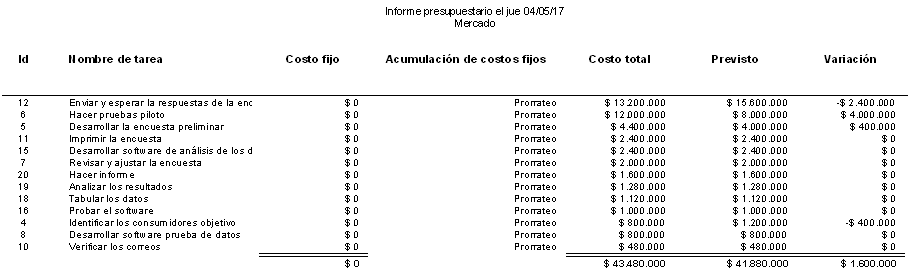 Informe presupuestario el jue 04/05/17
Mercado
Id Nombre de tarea Costo fijo Acumulación de costos fijos Costo total Previsto Variación
12 Enviar y esperar la respuestas de la enc $ 0 Prorrateo $ 13.200.000 $ 15.600.000 -$ 2.400.000
6 Hacer pruebas piloto $ 0 Prorrateo $ 12.000.000 $ 8.000.000 $ 4.000.000
5 Desarrollar la encuesta preliminar $ 0 Prorrateo $ 4.400.000 $ 4.000.000 $ 400.000
11 Imprimir la encuesta $ 0 Prorrateo $ 2.400.000 $ 2.400.000 $ 0
15 Desarrollar software de análisis de los d $ 0 Prorrateo $ 2.400.000 $ 2.400.000 $ 0
7 Revisar y ajustar la encuesta $ 0 Prorrateo $ 2.000.000 $ 2.000.000 $ 0
20 Hacer informe $ 0 Prorrateo $ 1.600.000 $ 1.600.000 $ 0
19 Analizar los resultados $ 0 Prorrateo $ 1.280.000 $ 1.280.000 $ 0
18 Tabular los datos $ 0 Prorrateo $ 1.120.000 $ 1.120.000 $ 0
16 Probar el software $ 0 Prorrateo $ 1.000.000 $ 1.000.000 $ 0
4 Identificar los consumidores objetivo $ 0 Prorrateo $ 800.000 $ 1.200.000 -$ 400.000
8 Desarrollar software prueba de datos $ 0 Prorrateo $ 800.000 $ 800.000 $ 0
10 Verificar los correos $ 0 Prorrateo $ 480.000 $ 480.000 $ 0
$ 0 $ 43.480.000 $ 41.880.000 $ 1.600.000